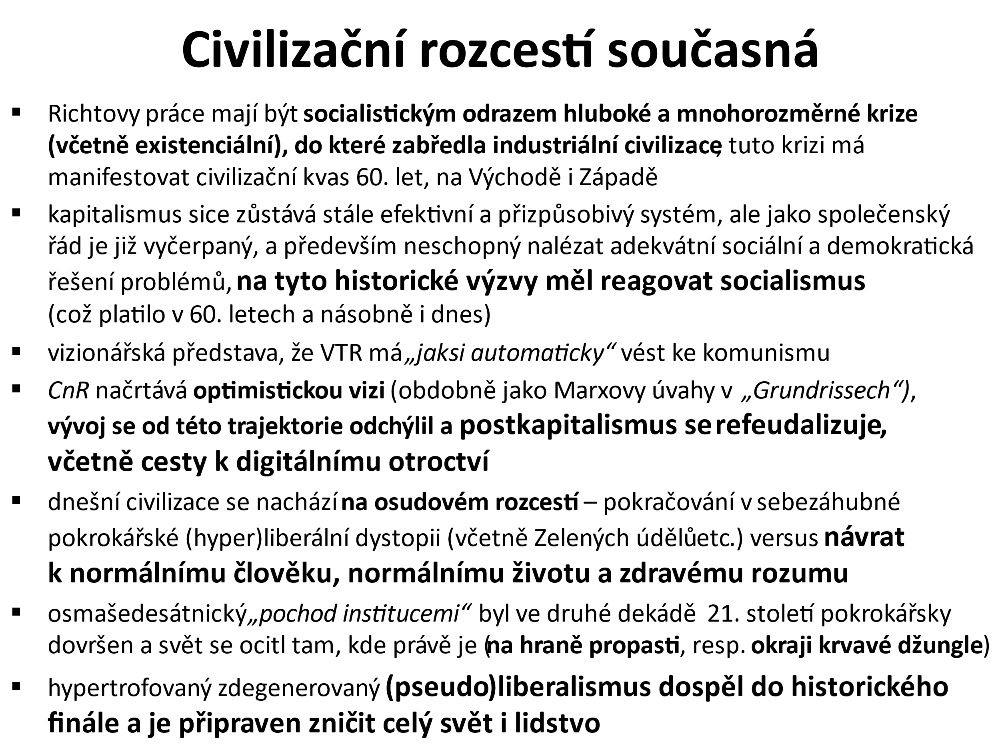 Civilizační rozcestí současná
▪ Richtovy práce mají být socialistickým odrazem hluboké a mnohorozměrné krize
(včetně existenciální), do které zabředla industriální civilizace, tuto krizi má
manifestovat civilizační kvas 60. let, na Východě i Západě
▪ kapitalismus sice zůstává stále efektivní a přizpůsobivý systém, ale jako společenský
řád je již vyčerpaný, a především neschopný nalézat adekvátní sociální a demokratická
řešení problémů, na tyto historické výzvy měl reagovat socialismus
(což platilo v 60. letech a násobně i dnes)
▪ vizionářská představa, že VTR má „jaksi automaticky“ vést ke komunismu
▪ CnR načrtává optimistickou vizi (obdobně jako Marxovy úvahy v „Grundrissech“),
vývoj se od této trajektorie odchýlil a postkapitalismus se refeudalizuje,
včetně cesty k digitálnímu otroctví
▪ dnešní civilizace se nachází na osudovém rozcestí – pokračování v sebezáhubné
pokrokářské (hyper)liberální dystopii (včetně Zelených údělů etc.) versus návrat
k normálnímu člověku, normálnímu životu a zdravému rozumu
▪ osmašedesátnický „pochod institucemi“ byl ve druhé dekádě 21. století pokrokářsky
dovršen a svět se ocitl tam, kde právě je (na hraně propasti, resp. okraji krvavé džungle)
▪ hypertrofovaný zdegenerovaný (pseudo)liberalismus dospěl do historického
finále a je připraven zničit celý svět i lidstvo